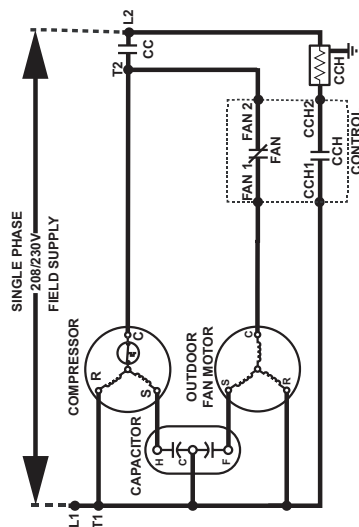 SINGLE PHASE
208/230V
FIELD SUPPLY
L1
T1
L2
CC
T2
COMPRESSOR
R
S
C
CAPACITOR
H
C
F
OUTDOOR
FAN MOTOR
S
R
C
FAN 1
FAN 2
FAN
CCH1
CCH2
CCH
CCH
CONTROL